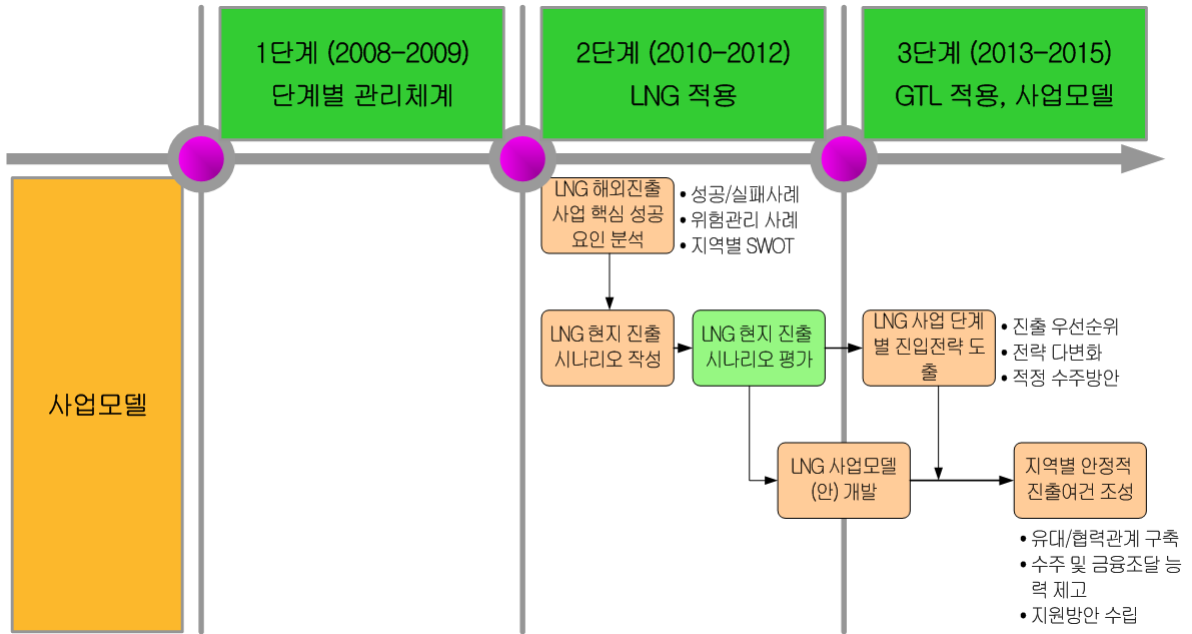 1단계 (2008-2009)
단계별 관리체계
2단계 (2010-2012)
LNG 적용
3단계 (2013-2015)
GTL 적용, 사업모델
사업모델
LNG 해외진출
사업 핵심 성공
요인 분석
• 성공/실패사례
• 위험관리 사례
• 지역별 SWOT
LNG 현지 진출
시나리오 작성
LNG 현지 진출
시나리오 평가
LNG 사업 단계
별 진입전략 도
출
• 진출 우선순위
• 전략 다변화
• 적정 수주방안
LNG 사업모델
(안) 개발
지역별 안정적
진출여건 조성
• 유대/협력관계 구축
• 수주 및 금융조달 능
력 제고
• 지원방안 수립